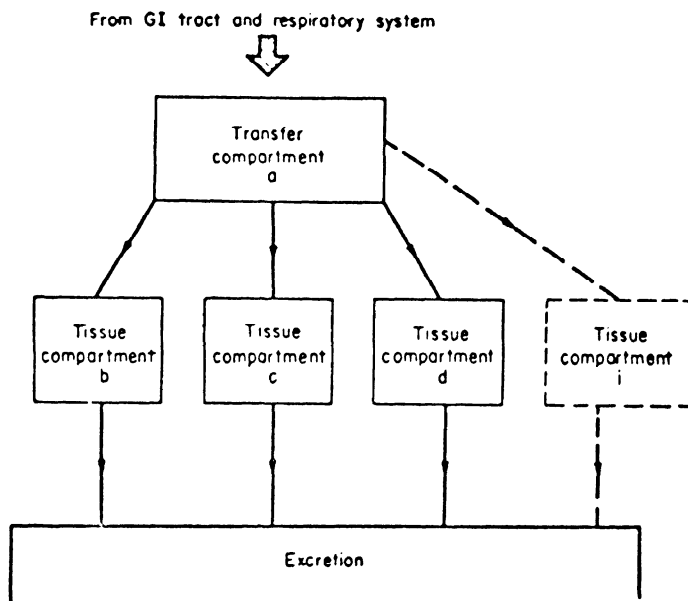 From GI tract and respiratory system
Transfer
compartment
a
Tissue
compartment
b
Tissue
compartment
c
Tissue
compartment
d
Tissue
compartment
i
Excretion